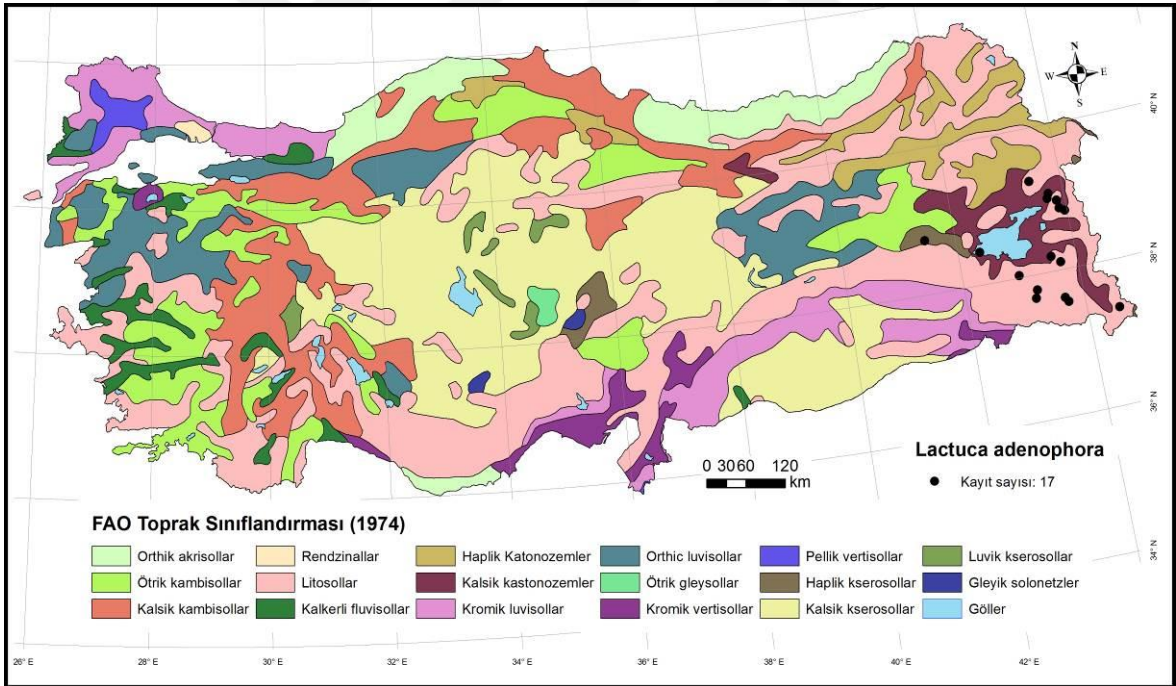 N
W E
S
40° N
38° N
36° N
34° N
Lactuca adenophora
Kayıt sayısı: 17
0 30 60 120
km
FAO Toprak Sınıflandırması (1974)
Orthik akrisollar
Rendzinallar
Haplik Katonozemler
Orthic luvisollar
Pellik vertisollar
Luvik kserosollar
Ötrik kambisollar
Litosollar
Kalsik kastonozemler
Ötrik gleysollar
Haplik kserosollar
Gleyik solonetzler
Kalsik kambisollar
Kalkerli fluvisollar
Kromik luvisollar
Kromik vertisollar
Kalsik kserosollar
Göller
26° E 28° E 30° E 32° E 34° E 36° E 38° E 40° E 42° E